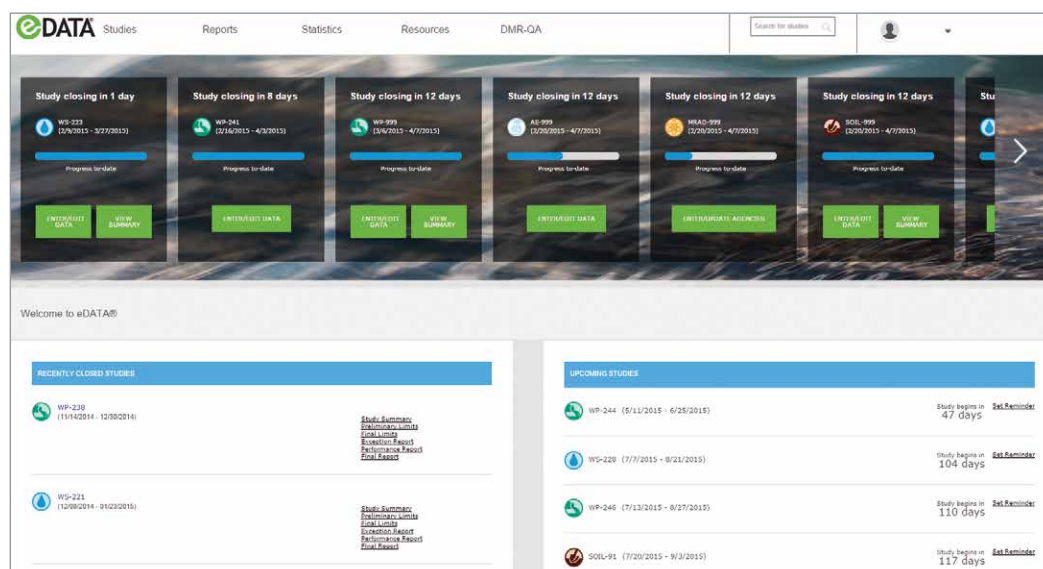 eDATA
Studies
Reports
Statistics
Resources
DMR-QA
Search for studies
Study closing in 1 day
WS-223
(2/9/2015 - 3/27/2015)
Progress to-date
ENTER/EDIT
DATA
VIEW
SUMMARY
Study closing in 8 days
WP-241
(2/16/2015 - 4/3/2015)
Progress to-date
ENTER/EDIT DATA
Study closing in 12 days
WP-999
(3/6/2015 - 4/7/2015)
Progress to-date
ENTER/EDIT
DATA
VIEW
SUMMARY
Study closing in 12 days
AE-999
(2/20/2015 - 4/7/2015)
Progress to-date
ENTER/EDIT DATA
Study closing in 12 days
MRAD-999
(2/20/2015 - 4/7/2015)
Progress to-date
ENTER/UPDATE AGENCIES
Study closing in 12 days
SOIL-999
(2/20/2015 - 4/7/2015)
Progress to-date
ENTER/EDIT
DATA
VIEW
SUMMARY
Stu
Welcome to eDATA®
RECENTLY CLOSED STUDIES
WP-238
(11/14/2014 - 12/30/2014)
Study Summary
Preliminary Limits
Final Limits
Exception Report
Performance Report
Final Report
WS-221
(12/08/2014 - 01/23/2015)
Study Summary
Preliminary Limits
Final Limits
Exception Report
Performance Report
Final Report
UPCOMING STUDIES
WP-244 (5/11/2015 - 6/25/2015)
Study begins in Set Reminder
47 days
WS-228 (7/7/2015 - 8/21/2015)
Study begins in Set Reminder
104 days
WP-246 (7/13/2015 - 8/27/2015)
Study begins in Set Reminder
110 days
SOIL-91 (7/20/2015 - 9/3/2015)
Study begins in Set Reminder
117 days